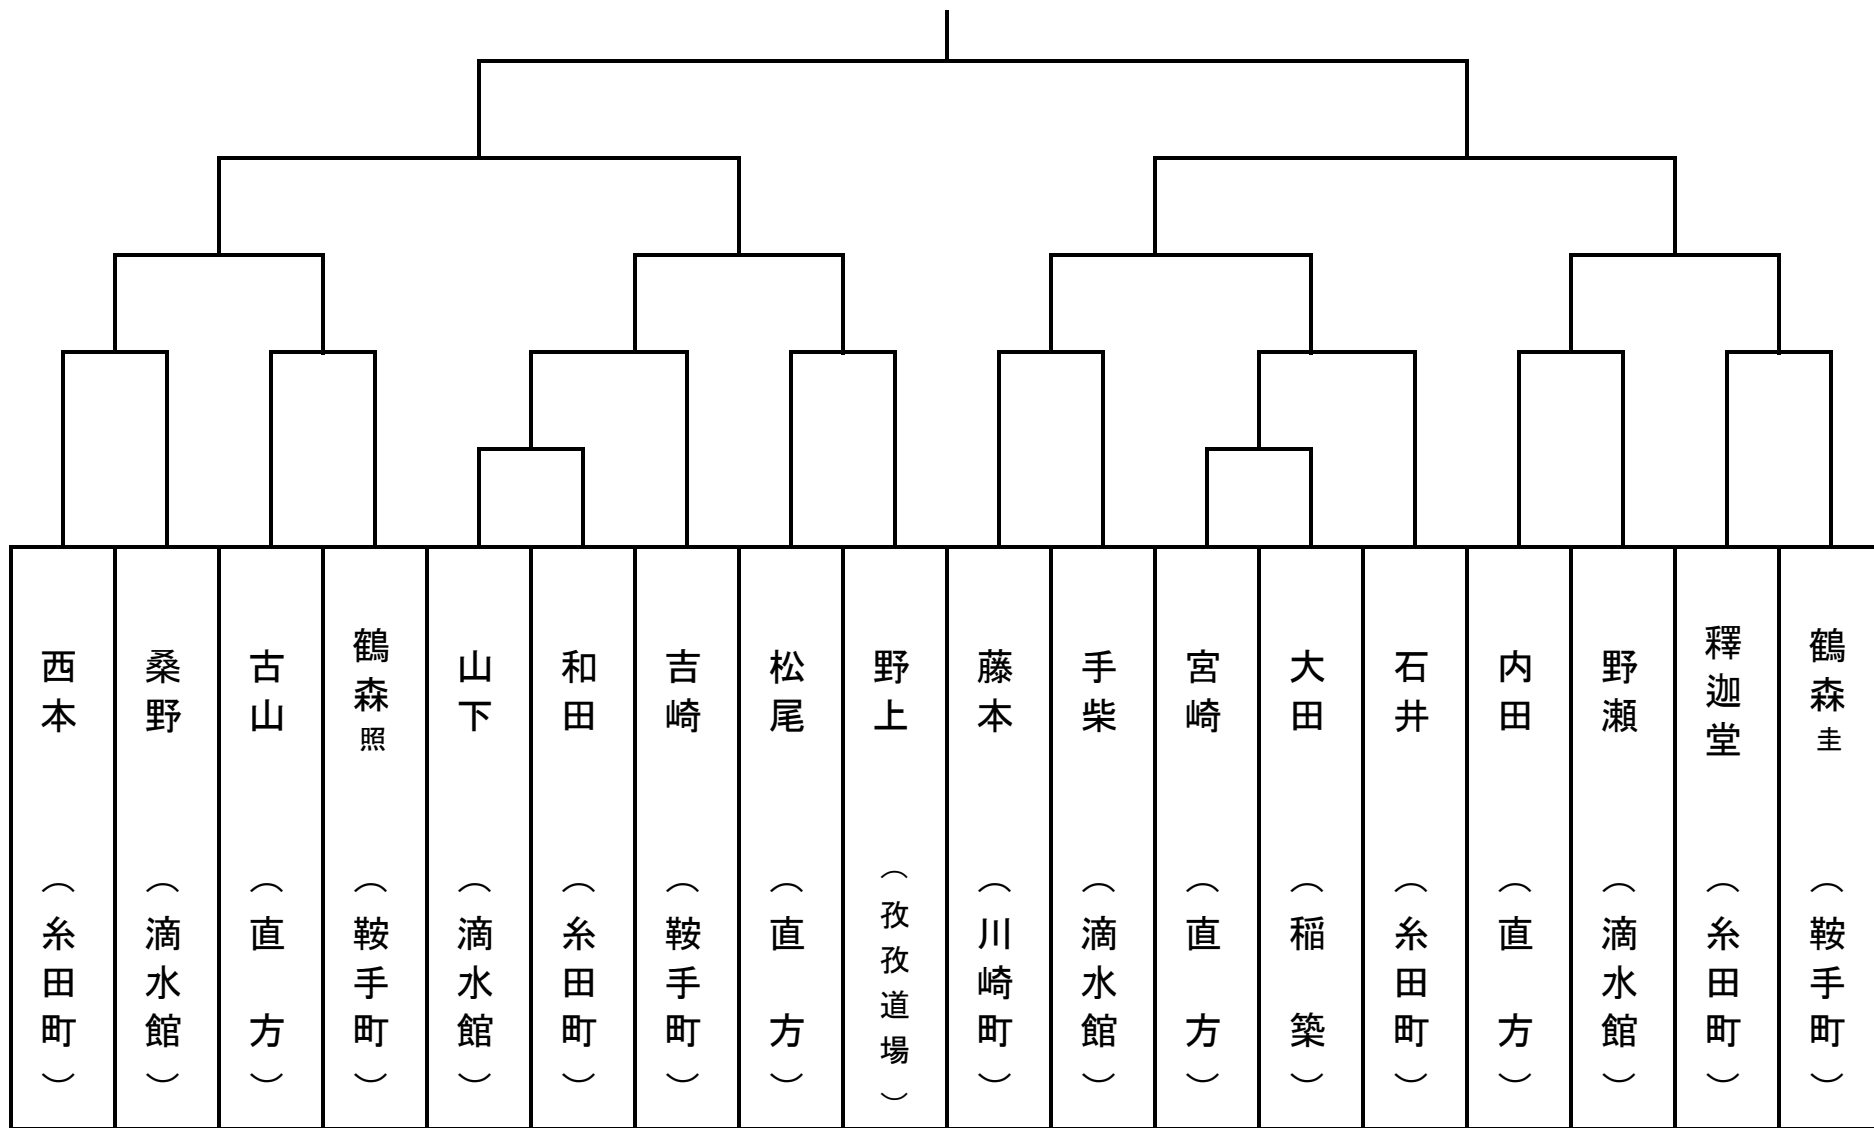 西本（糸田町）
桑野（滴水館）
古山（直　方）
鶴森照（鞍手町）
山下（滴水館）
和田（糸田町）
吉崎（鞍手町）
松尾（直　方）
野上（孜孜道場）
藤本（川崎町）
手柴（滴水館）
宮崎（直　方）
大田（稲　築）
石井（糸田町）
内田（直　方）
野瀬（滴水館）
釋迦堂（糸田町）
鶴森圭（鞍手町）